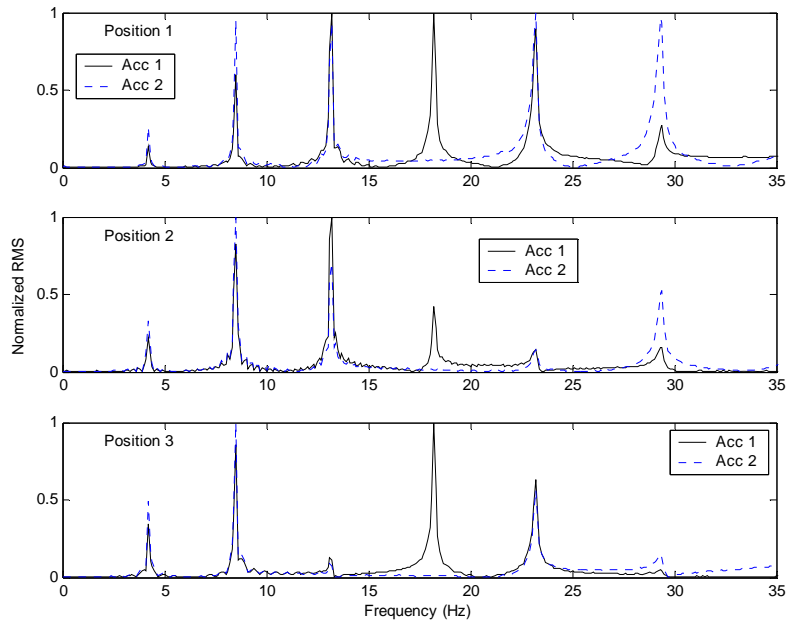 Position 1
Acc 1
Acc 2
1
0.5
0
0 5 10 15 20 25 30 35
Position 2
Acc 1
Acc 2
Normalized RMS
1
0.5
0
0 5 10 15 20 25 30 35
Position 3
Acc 1
Acc 2
1
0.5
0
0 5 10 15 20 25 30 35
Frequency (Hz)